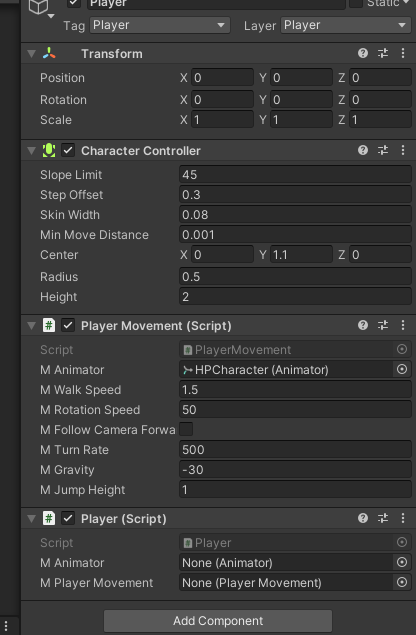 Player
Static
Tag Player Layer Player
Transform
Position X 0 Y 0 Z 0
Rotation X 0 Y 0 Z 0
Scale X 1 Y 1 Z 1
Character Controller
Slope Limit 45
Step Offset 0.3
Skin Width 0.08
Min Move Distance 0.001
Center X 0 Y 1.1 Z 0
Radius 0.5
Height 2
# Player Movement (Script)
Script # PlayerMovement
M Animator HPCharacter (Animator)
M Walk Speed 1.5
M Rotation Speed 50
M Follow Camera Forwa
M Turn Rate 500
M Gravity -30
M Jump Height 1
# Player (Script)
Script # Player
M Animator None (Animator)
M Player Movement None (Player Movement)
Add Component